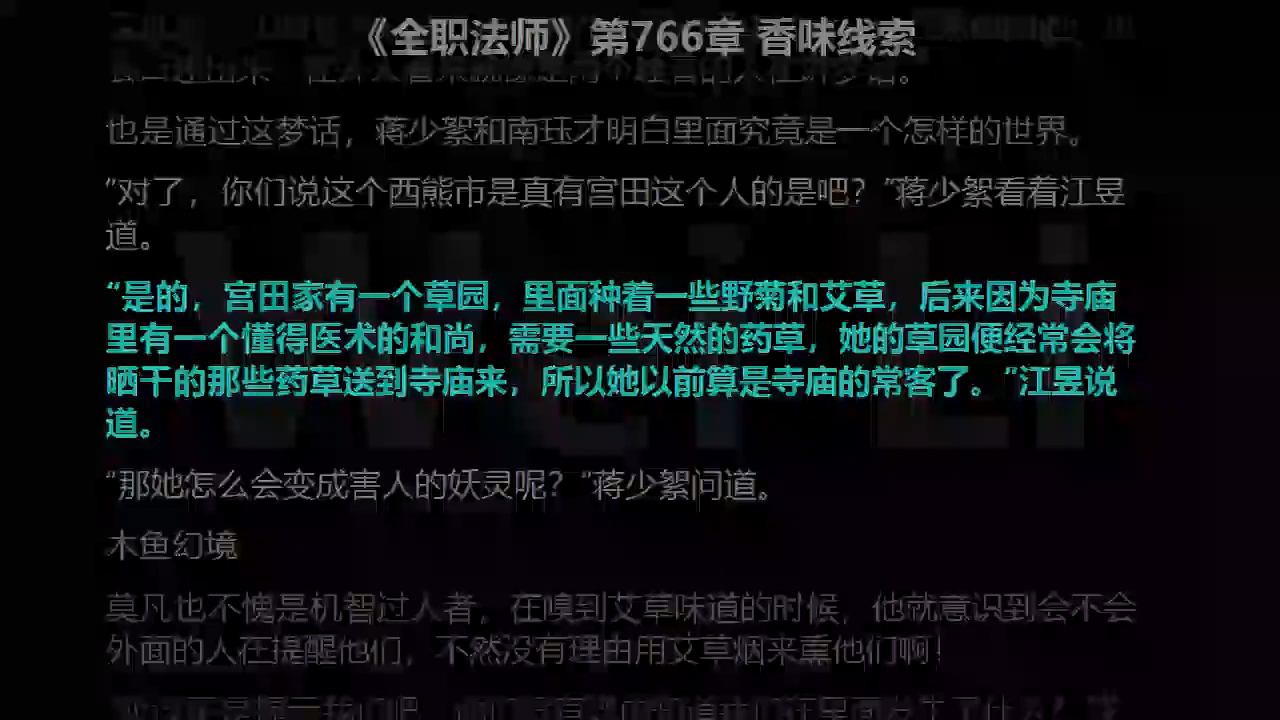 《全职法师》第766章 香味线索
也是通过这梦话，蒋少絮和南珏才明白里面究竟是一个怎样的世界。
“对了，你们说这个西熊市是真有宫田这个人的是吧？”蒋少絮看着江昱
道。
“是的，宫田家有一个草园，里面种着一些野菊和艾草，后来因为寺庙
里有一个懂得医术的和尚，需要一些天然的药草，她的草园便经常会将
晒干的那些药草送到寺庙来，所以她以前算是寺庙的常客了。”江昱说
道。
“那她怎么会变成害人的妖灵呢？”蒋少絮问道。
木鱼幻境
莫凡也不愧是机智过人者，在嗅到艾草味道的时候，他就意识到会不会
外面的人在提醒他们，不然没有理由用艾草烟来熏他们啊！